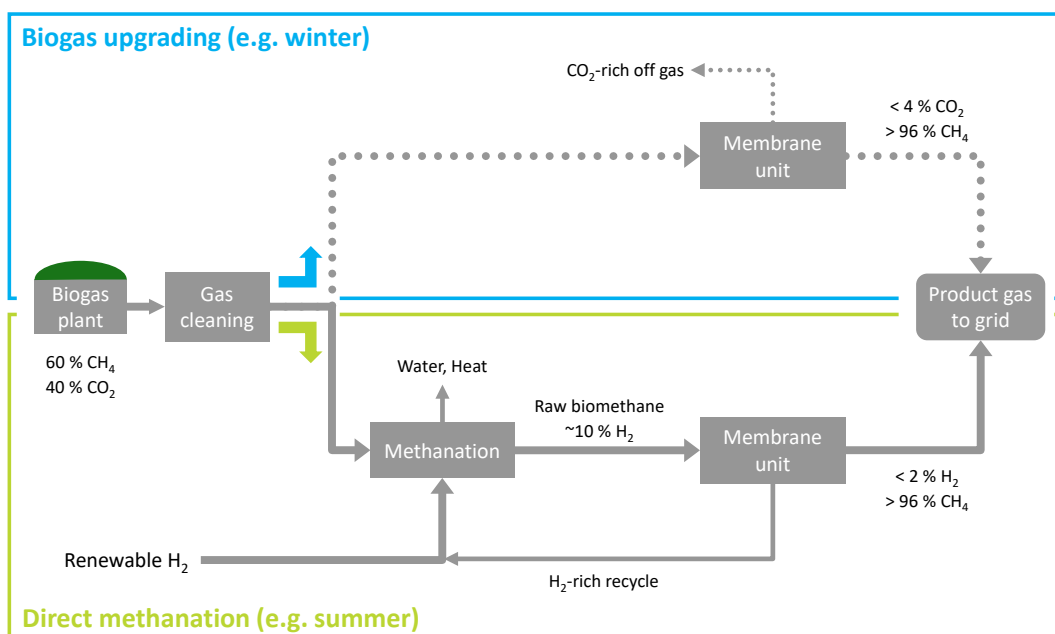 Biogas upgrading (e.g. winter)
CO₂-rich off gas
< 4 % CO₂
> 96 % CH₄
Membrane
unit
Biogas
plant
Gas
cleaning
Product gas
to grid
60 % CH₄
40 % CO₂
Water, Heat
Raw biomethane
~10 % H₂
Methanation
Membrane
unit
< 2 % H₂
> 96 % CH₄
Renewable H₂
H₂-rich recycle
Direct methanation (e.g. summer)